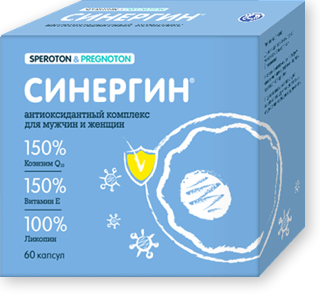 SPEROTON & PREGNOTON
СИНЕРГИН®
антиоксидантный комплекс
для мужчин и женщин
150%
Коэнзим Q10
150%
Витамин Е
100%
Ликопин
60 капсул